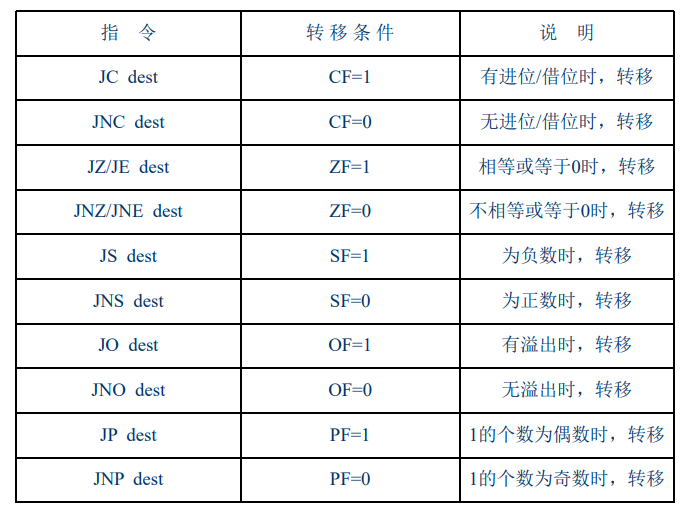 指 令 转移条件 说 明
JC dest CF=1 有进位/借位时，转移
JNC dest CF=0 无进位/借位时，转移
JZ/JE dest ZF=1 相等或等于0时，转移
JNZ/JNE dest ZF=0 不相等或等于0时，转移
JS dest SF=1 为负数时，转移
JNS dest SF=0 为正数时，转移
JO dest OF=1 有溢出时，转移
JNO dest OF=0 无溢出时，转移
JP dest PF=1 1的个数为偶数时，转移
JNP dest PF=0 1的个数为奇数时，转移